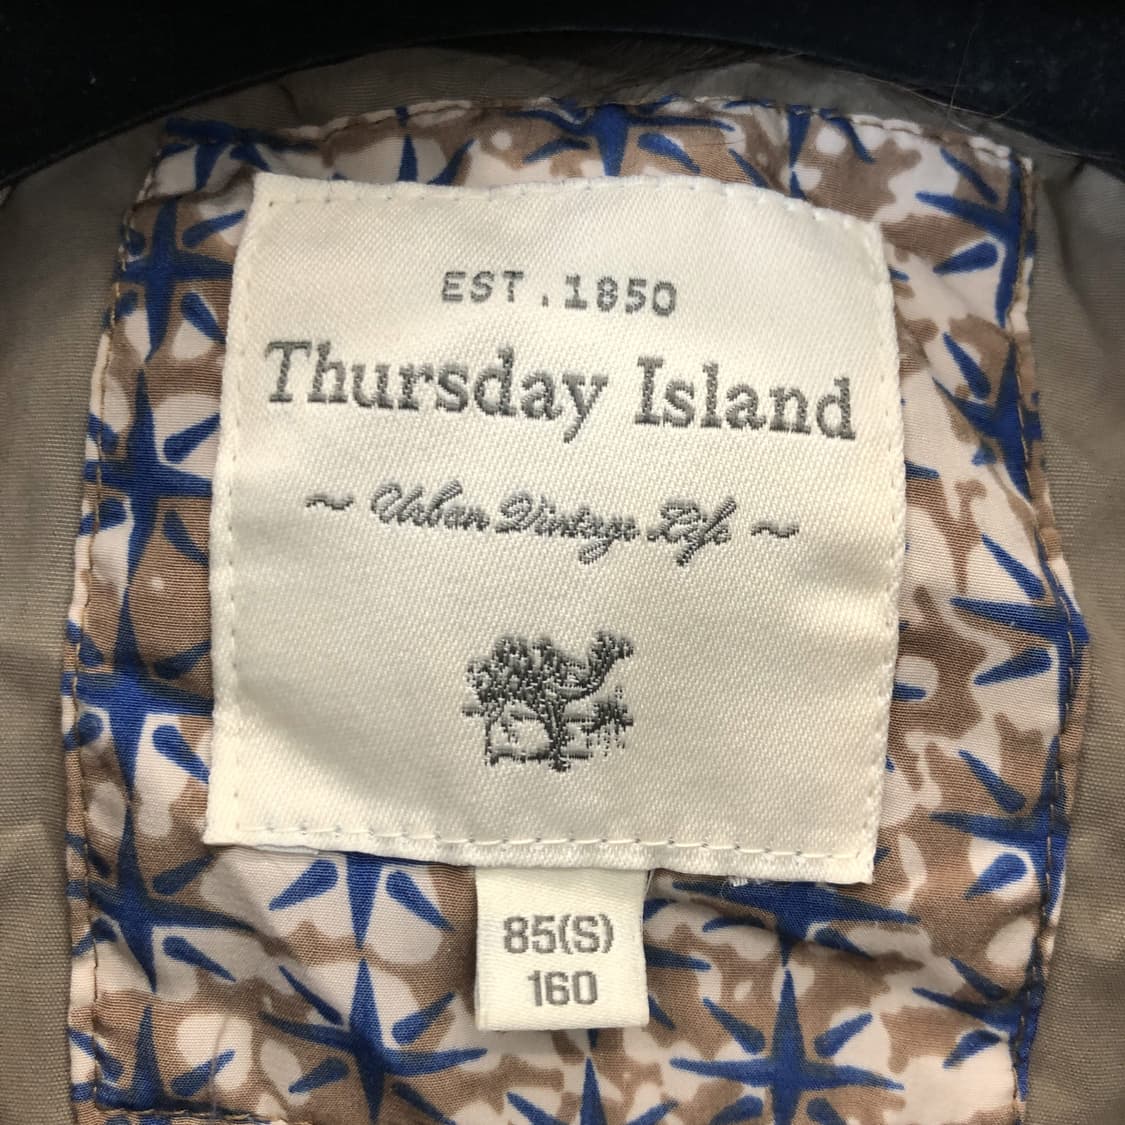 EST. 1850
Thursday Island
~ Urban Vintage Life ~
85(S)
160